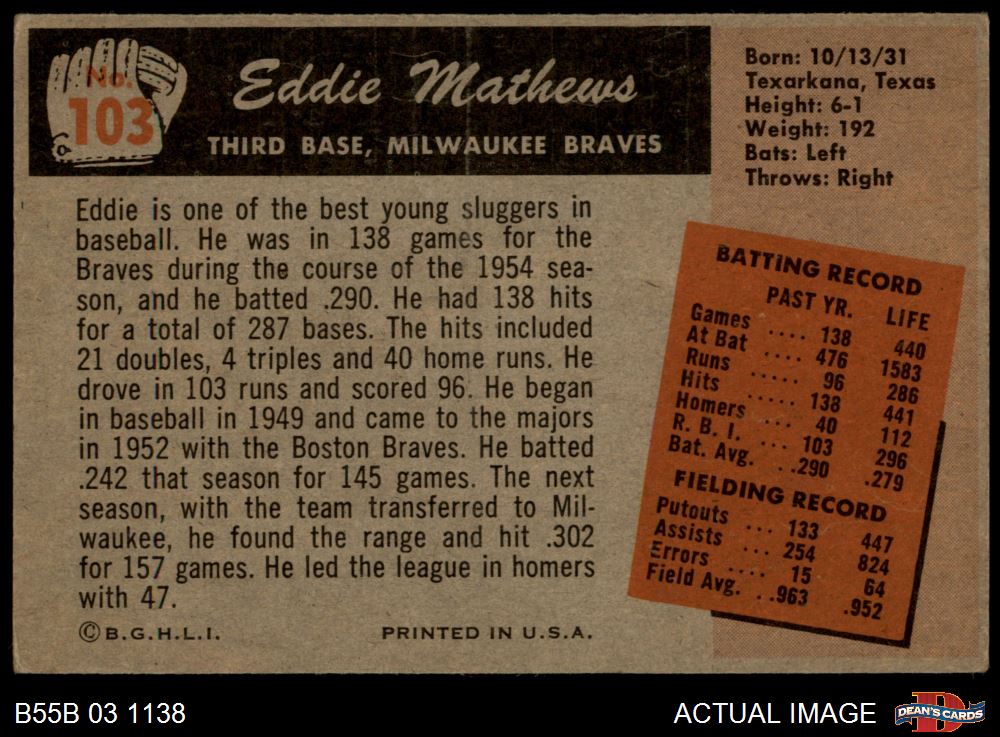 No.
103
Eddie Mathews
THIRD BASE, MILWAUKEE BRAVES
Born: 10/13/31
Texarkana, Texas
Height: 6-1
Weight: 192
Bats: Left
Throws: Right
Eddie is one of the best young sluggers in
baseball. He was in 138 games for the
Braves during the course of the 1954 sea-
son, and he batted .290. He had 138 hits
for a total of 287 bases. The hits included
21 doubles, 4 triples and 40 home runs. He
drove in 103 runs and scored 96. He began
in baseball in 1949 and came to the majors
in 1952 with the Boston Braves. He batted
.242 that season for 145 games. The next
season, with the team transferred to Mil-
waukee, he found the range and hit .302
for 157 games. He led the league in homers
with 47.
© B.G.H.L.I. PRINTED IN U.S.A.
BATTING RECORD
PAST YR. LIFE
Games .... 138 440
At Bat .... 476 1583
Runs ..... 96 286
Hits ..... 138 441
Homers .... 40 112
R. B. I. ... 103 296
Bat. Avg. . .290 .279
FIELDING RECORD
Putouts ... 133 447
Assists ... 254 824
Errors .... 15 64
Field Avg. . .963 .952
B55B 03 1138 ACTUAL IMAGE DEAN'S CARDS